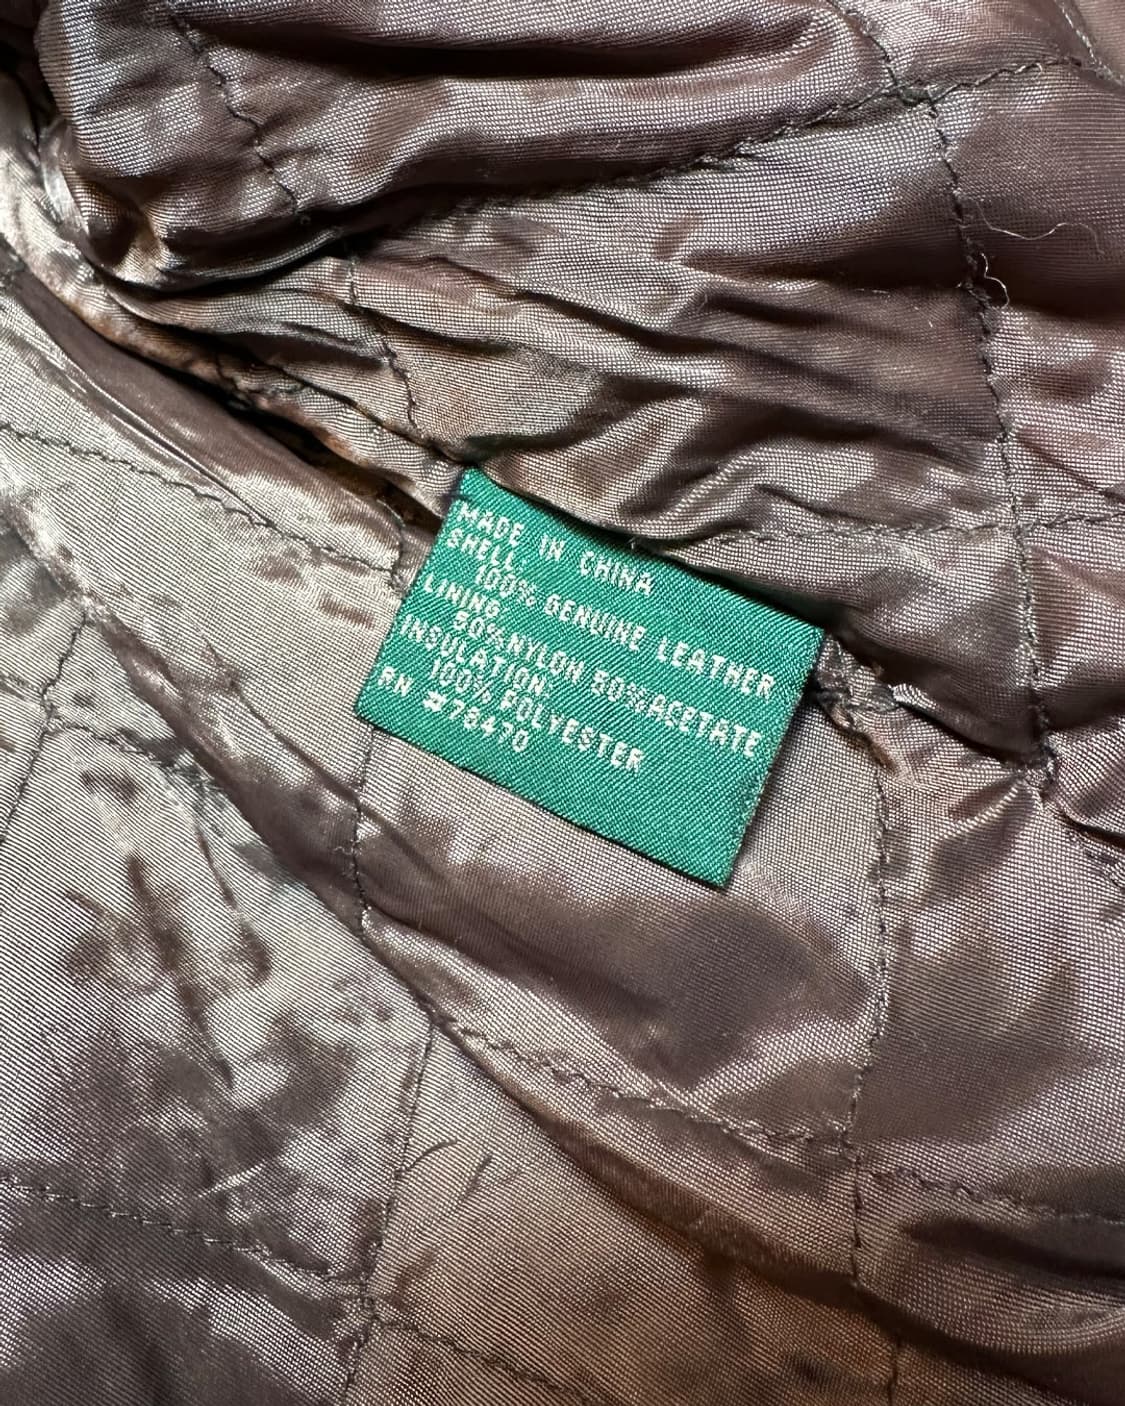 MADE IN CHINA
SHELL:
100% GENUINE LEATHER
LINING:
50% NYLON 50% ACETATE
INSULATION:
100% POLYESTER
RN #78470